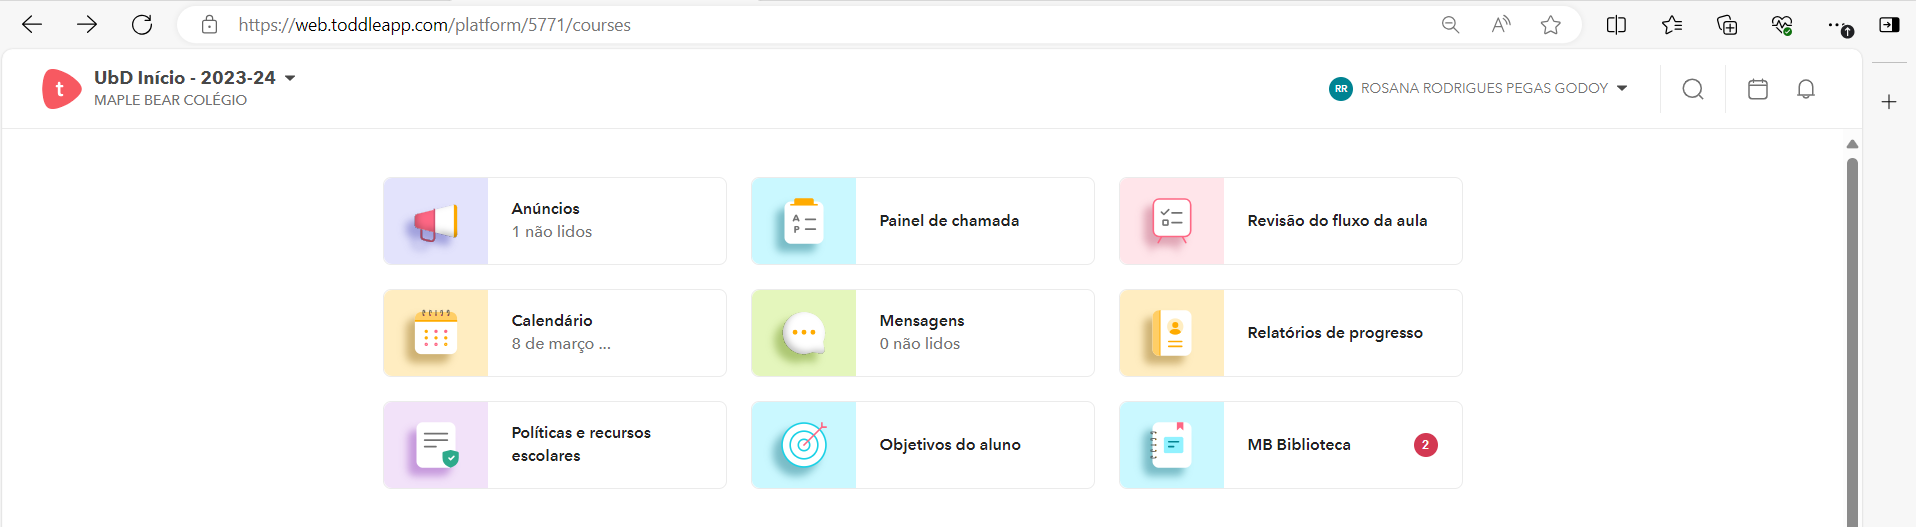 https://web.toddleapp.com/platform/5771/courses
t
UbD Início - 2023-24
MAPLE BEAR COLÉGIO
RR
ROSANA RODRIGUES PEGAS GODOY
Anúncios
1 não lidos
A
P
Painel de chamada
Revisão do fluxo da aula
Calendário
8 de março ...
Mensagens
0 não lidos
Relatórios de progresso
Políticas e recursos
escolares
Objetivos do aluno
MB Biblioteca
2